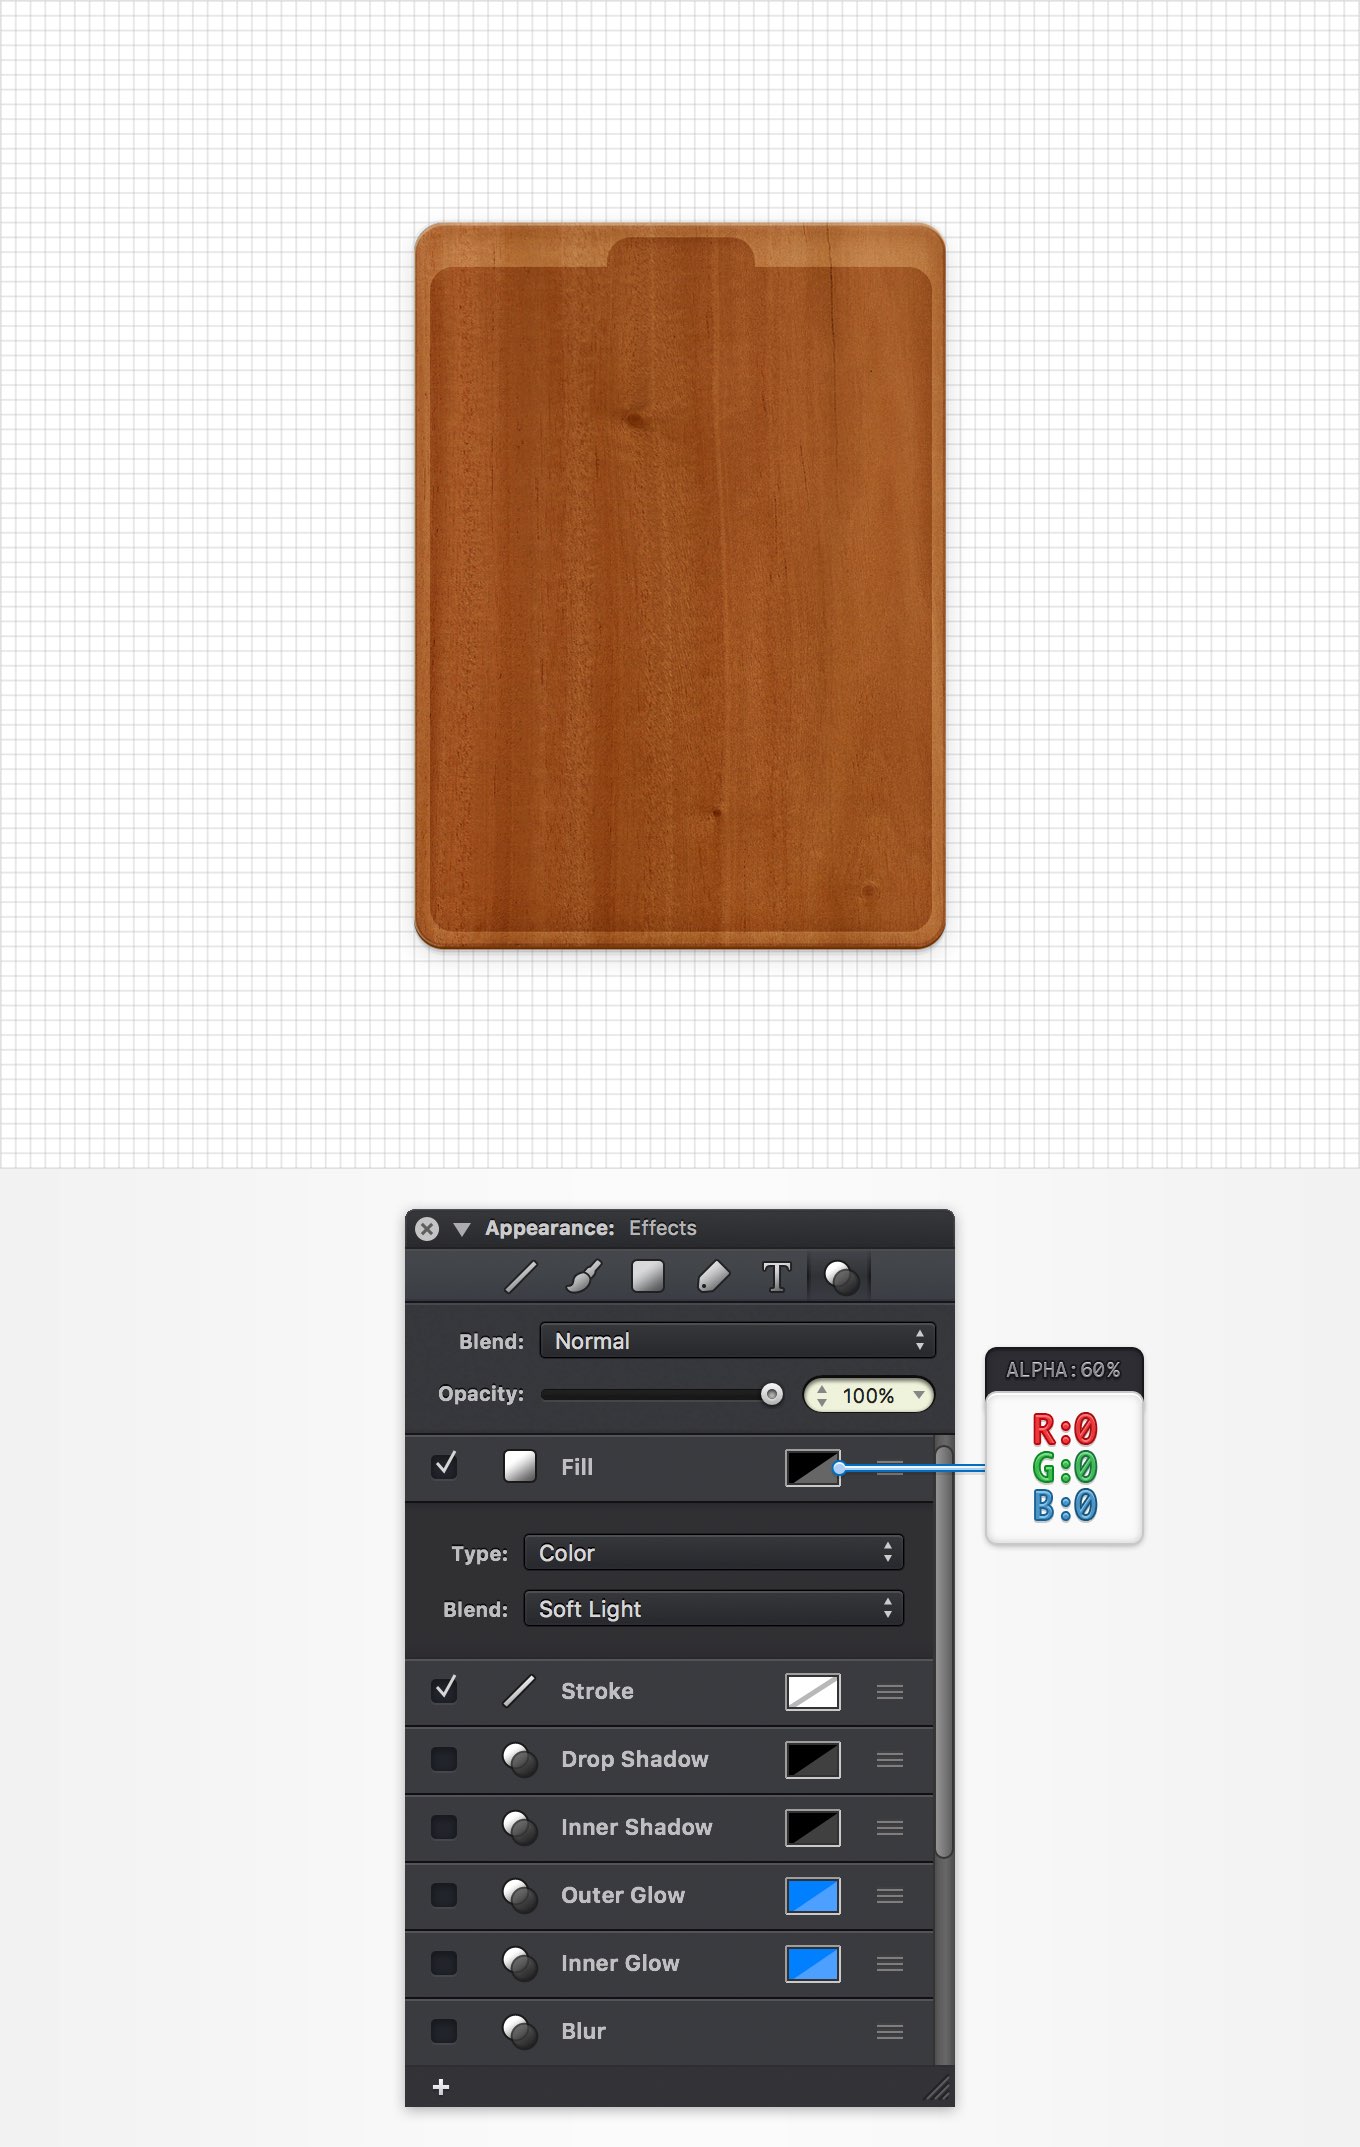 Appearance: Effects
T
Blend: Normal
Opacity: 100%
ALPHA:60%
R:0
G:0
B:0
Fill
Type: Color
Blend: Soft Light
Stroke
Drop Shadow
Inner Shadow
Outer Glow
Inner Glow
Blur